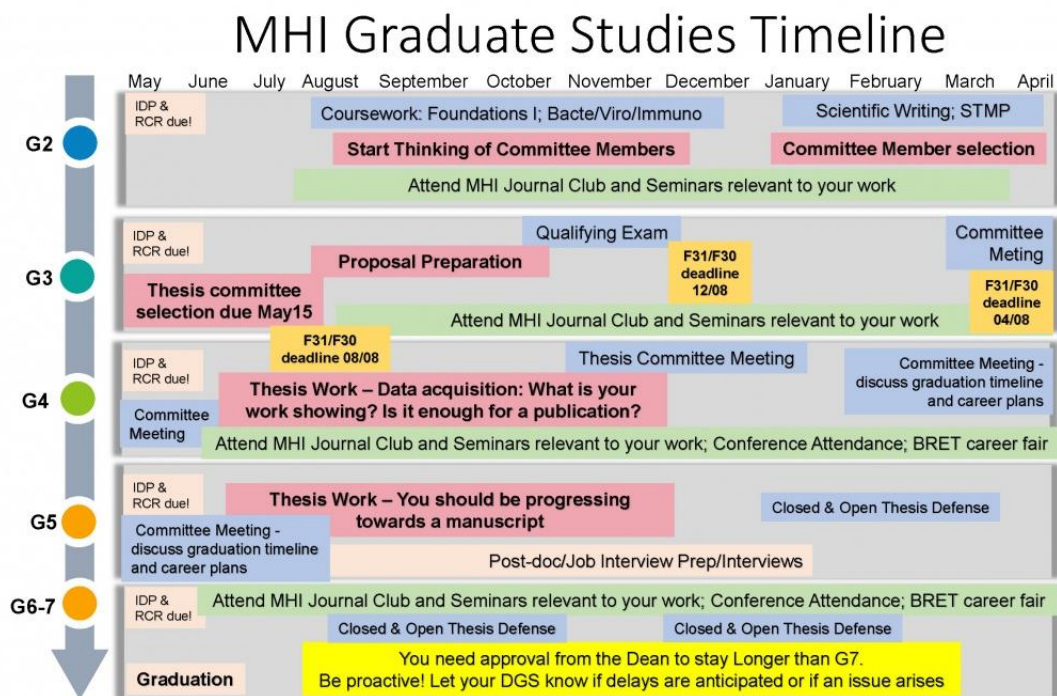 MHI Graduate Studies Timeline
May June July August September October November December January February March April
G2
IDP &
RCR due!
Coursework: Foundations I; Bacte/Viro/Immuno
Scientific Writing; STMP
Start Thinking of Committee Members
Committee Member selection
Attend MHI Journal Club and Seminars relevant to your work
G3
IDP &
RCR due!
Qualifying Exam
Committee
Meting
Proposal Preparation
F31/F30
deadline
12/08
Thesis committee
selection due May15
F31/F30
deadline
04/08
Attend MHI Journal Club and Seminars relevant to your work
F31/F30
deadline 08/08
G4
IDP &
RCR due!
Thesis Committee Meeting
Committee Meeting -
discuss graduation timeline
and career plans
Thesis Work – Data acquisition: What is your
work showing? Is it enough for a publication?
Committee
Meeting
Attend MHI Journal Club and Seminars relevant to your work; Conference Attendance; BRET career fair
G5
IDP &
RCR due!
Thesis Work – You should be progressing
towards a manuscript
Closed & Open Thesis Defense
Committee Meeting -
discuss graduation timeline
and career plans
Post-doc/Job Interview Prep/Interviews
G6-7
IDP &
RCR due!
Attend MHI Journal Club and Seminars relevant to your work; Conference Attendance; BRET career fair
Closed & Open Thesis Defense
Closed & Open Thesis Defense
Graduation
You need approval from the Dean to stay Longer than G7.
Be proactive! Let your DGS know if delays are anticipated or if an issue arises